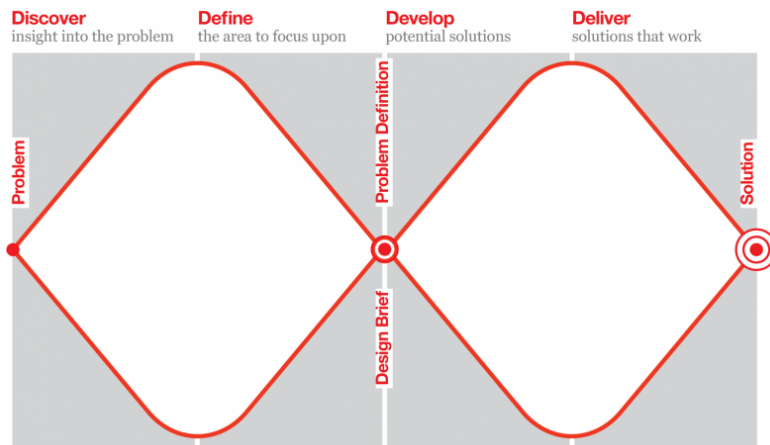 Discover
insight into the problem
Define
the area to focus upon
Develop
potential solutions
Deliver
solutions that work
Problem
Problem Definition
Design Brief
Solution